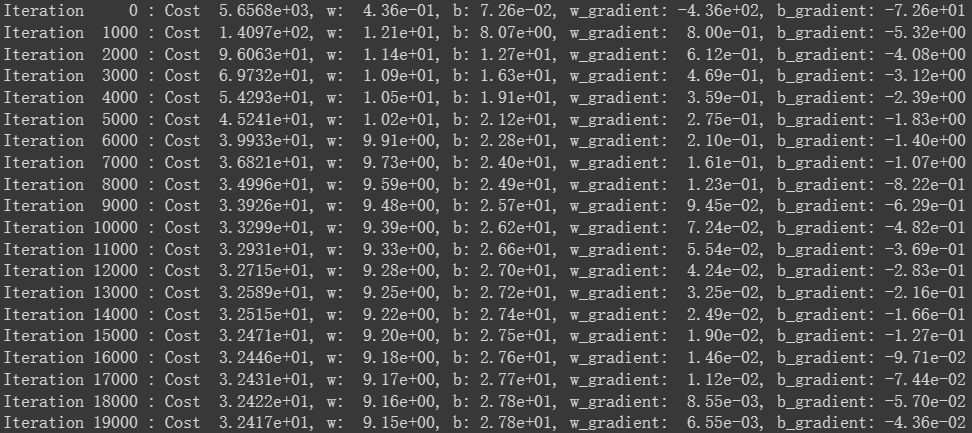 Iteration    0 : Cost  5.6568e+03, w:  4.36e-01, b: 7.26e-02, w_gradient: -4.36e+02, b_gradient: -7.26e+01
Iteration 1000 : Cost  1.4097e+02, w:  1.21e+01, b: 8.07e+00, w_gradient:  8.00e-01, b_gradient: -5.32e+00
Iteration 2000 : Cost  9.6063e+01, w:  1.14e+01, b: 1.27e+01, w_gradient:  6.12e-01, b_gradient: -4.08e+00
Iteration 3000 : Cost  6.9732e+01, w:  1.09e+01, b: 1.63e+01, w_gradient:  4.69e-01, b_gradient: -3.12e+00
Iteration 4000 : Cost  5.4293e+01, w:  1.05e+01, b: 1.91e+01, w_gradient:  3.59e-01, b_gradient: -2.39e+00
Iteration 5000 : Cost  4.5241e+01, w:  1.02e+01, b: 2.12e+01, w_gradient:  2.75e-01, b_gradient: -1.83e+00
Iteration 6000 : Cost  3.9933e+01, w:  9.91e+00, b: 2.28e+01, w_gradient:  2.10e-01, b_gradient: -1.40e+00
Iteration 7000 : Cost  3.6821e+01, w:  9.73e+00, b: 2.40e+01, w_gradient:  1.61e-01, b_gradient: -1.07e+00
Iteration 8000 : Cost  3.4996e+01, w:  9.59e+00, b: 2.49e+01, w_gradient:  1.23e-01, b_gradient: -8.22e-01
Iteration 9000 : Cost  3.3926e+01, w:  9.48e+00, b: 2.57e+01, w_gradient:  9.45e-02, b_gradient: -6.29e-01
Iteration 10000 : Cost  3.3299e+01, w:  9.39e+00, b: 2.62e+01, w_gradient:  7.24e-02, b_gradient: -4.82e-01
Iteration 11000 : Cost  3.2931e+01, w:  9.33e+00, b: 2.66e+01, w_gradient:  5.54e-02, b_gradient: -3.69e-01
Iteration 12000 : Cost  3.2715e+01, w:  9.28e+00, b: 2.70e+01, w_gradient:  4.24e-02, b_gradient: -2.83e-01
Iteration 13000 : Cost  3.2589e+01, w:  9.25e+00, b: 2.72e+01, w_gradient:  3.25e-02, b_gradient: -2.16e-01
Iteration 14000 : Cost  3.2515e+01, w:  9.22e+00, b: 2.74e+01, w_gradient:  2.49e-02, b_gradient: -1.66e-01
Iteration 15000 : Cost  3.2471e+01, w:  9.20e+00, b: 2.75e+01, w_gradient:  1.90e-02, b_gradient: -1.27e-01
Iteration 16000 : Cost  3.2446e+01, w:  9.18e+00, b: 2.76e+01, w_gradient:  1.46e-02, b_gradient: -9.71e-02
Iteration 17000 : Cost  3.2431e+01, w:  9.17e+00, b: 2.77e+01, w_gradient:  1.12e-02, b_gradient: -7.44e-02
Iteration 18000 : Cost  3.2422e+01, w:  9.16e+00, b: 2.78e+01, w_gradient:  8.55e-03, b_gradient: -5.70e-02
Iteration 19000 : Cost  3.2417e+01, w:  9.15e+00, b: 2.78e+01, w_gradient:  6.55e-03, b_gradient: -4.36e-02